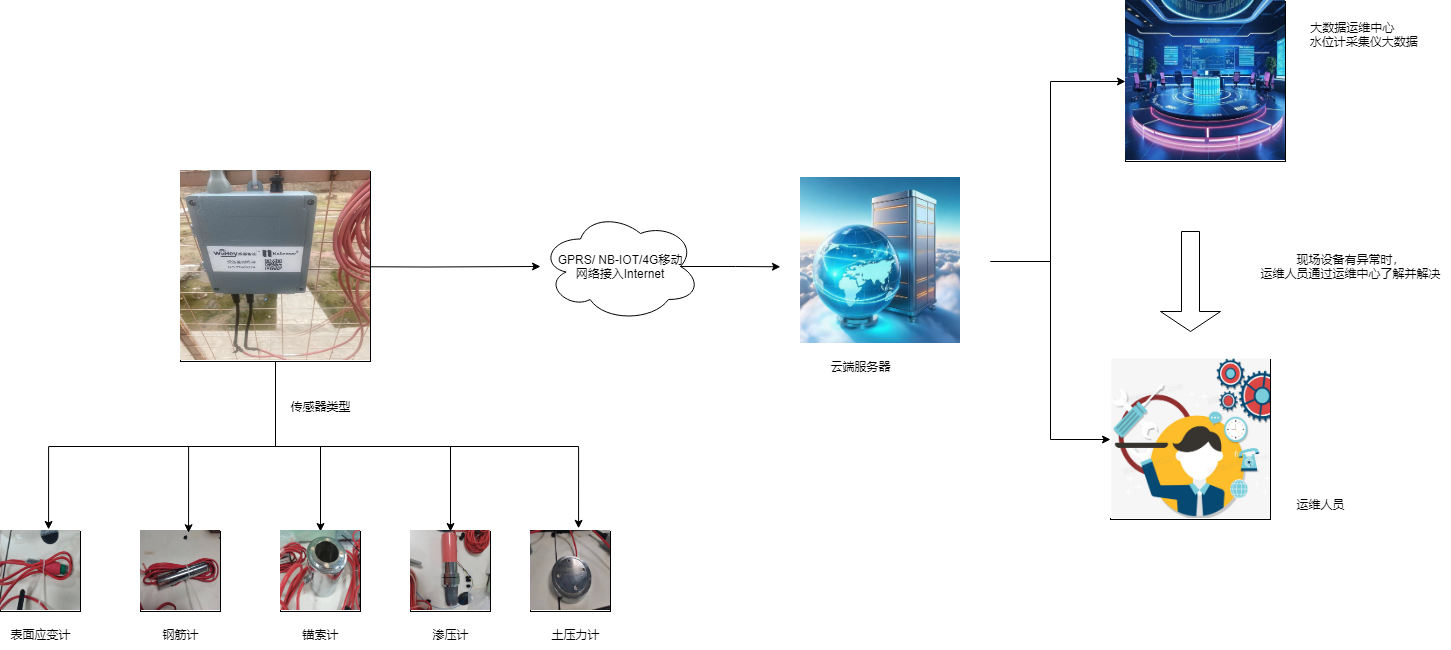 大数据运维中心
水位计采集仪大数据
GPRS/ NB-IOT/4G移动
网络接入Internet
现场设备有异常时，
运维人员通过运维中心了解并解决
云端服务器
传感器类型
运维人员
表面应变计
钢筋计
锚索计
渗压计
土压力计